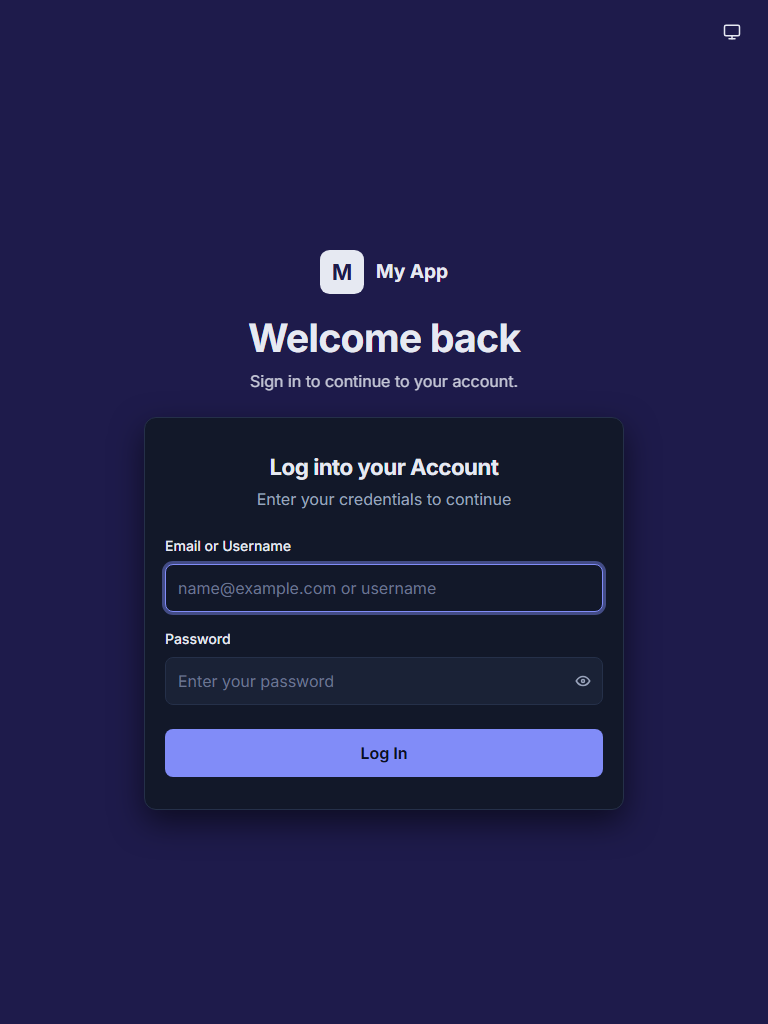 M
My App
Welcome back
Sign in to continue to your account.
Log into your Account
Enter your credentials to continue
Email or Username
name@example.com or username
Password
Enter your password
Log In